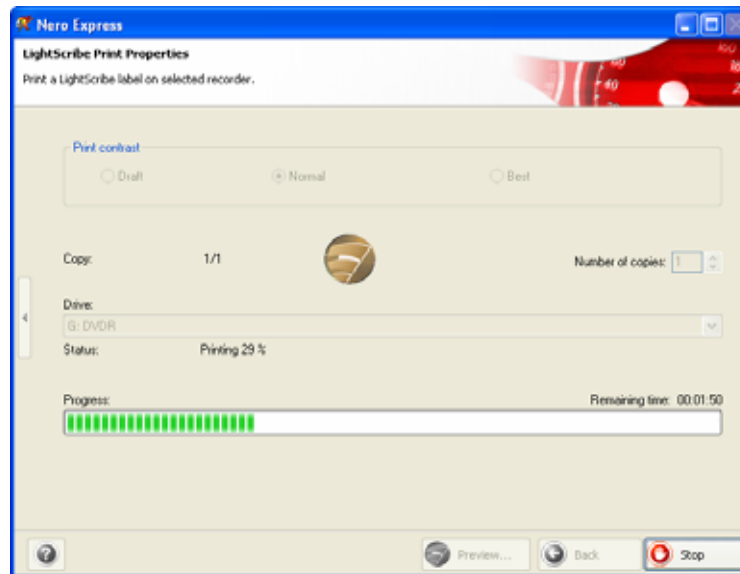 Nero Express
LightScribe Print Properties
Print a LightScribe label on selected recorder.
Print contrast
Draft Normal Best
Copy: 1/1 Number of copies: 1
Drive:
G: DVDR
Status: Printing 29 %
Progress: Remaining time: 00:01:50
Preview... Back Stop